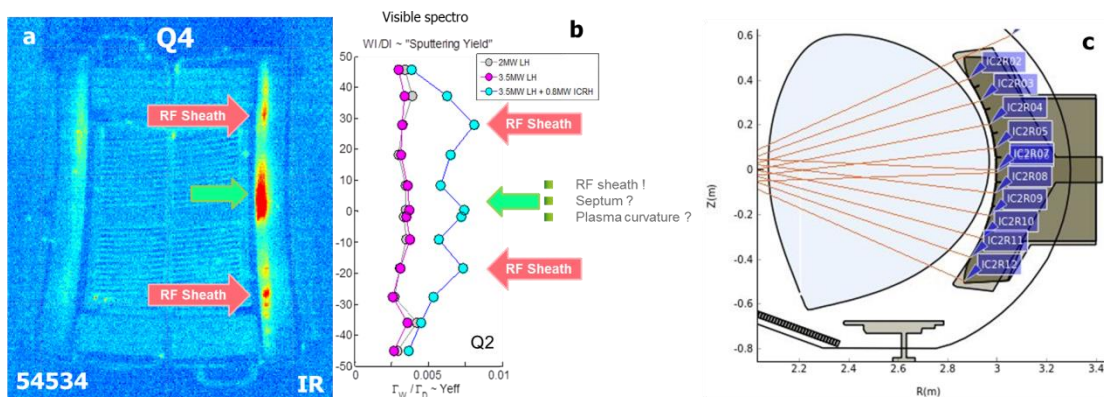 a
Q4
RF Sheath
RF Sheath
54534
IR
Visible spectro
b
WI/DI ~ "Sputtering Yield"
2MW LH
3.5MW LH
3.5MW LH + 0.8MW ICRH
50
40
30
20
10
0
-10
-20
-30
-40
-50
0
0.005
0.01
Q2
Γ_W / Γ_D ~ Yeff
RF Sheath
RF sheath !
Septum ?
Plasma curvature ?
RF Sheath
c
IC2R02
IC2R03
IC2R04
IC2R05
IC2R07
IC2R08
IC2R09
IC2R10
IC2R11
IC2R12
Z(m)
0.6
0.4
0.2
0
-0.2
-0.4
-0.6
-0.8
2.2 2.4 2.6 2.8 3.0 3.2 3.4
R(m)